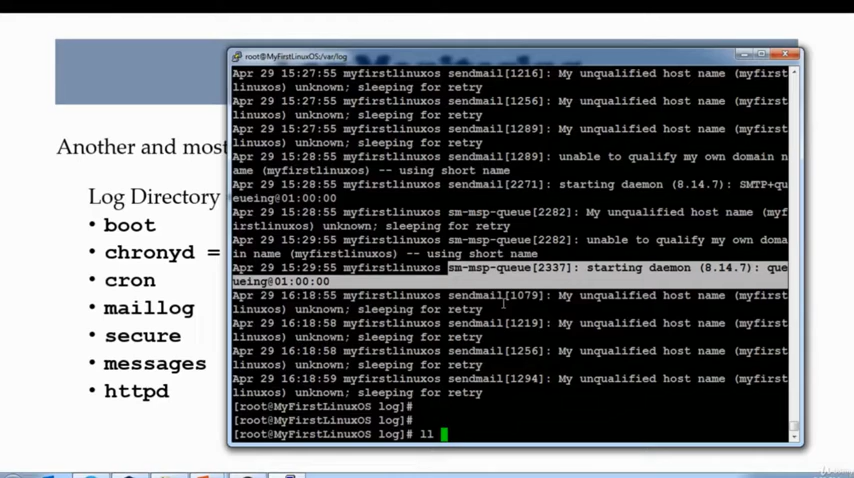 Another and most
Log Directory
• boot
• chronyd =
• cron
• maillog
• secure
• messages
• httpd
root@MyFirstLinuxOS:/var/log
Apr 29 15:27:55 myfirstlinuxos sendmail[1216]: My unqualified host name (myfirst
linuxos) unknown; sleeping for retry
Apr 29 15:27:55 myfirstlinuxos sendmail[1256]: My unqualified host name (myfirst
linuxos) unknown; sleeping for retry
Apr 29 15:27:55 myfirstlinuxos sendmail[1289]: My unqualified host name (myfirst
linuxos) unknown; sleeping for retry
Apr 29 15:28:55 myfirstlinuxos sendmail[1289]: unable to qualify my own domain n
ame (myfirstlinuxos) -- using short name
Apr 29 15:28:55 myfirstlinuxos sendmail[2271]: starting daemon (8.14.7): SMTP+qu
eueing@01:00:00
Apr 29 15:28:55 myfirstlinuxos sm-msp-queue[2282]: My unqualified host name (myf
irstlinuxos) unknown; sleeping for retry
Apr 29 15:29:55 myfirstlinuxos sm-msp-queue[2282]: unable to qualify my own doma
in name (myfirstlinuxos) -- using short name
Apr 29 15:29:55 myfirstlinuxos sm-msp-queue[2337]: starting daemon (8.14.7): que
ueing@01:00:00
Apr 29 16:18:55 myfirstlinuxos sendmail[1079]: My unqualified host name (myfirst
linuxos) unknown; sleeping for retry
Apr 29 16:18:58 myfirstlinuxos sendmail[1219]: My unqualified host name (myfirst
linuxos) unknown; sleeping for retry
Apr 29 16:18:58 myfirstlinuxos sendmail[1256]: My unqualified host name (myfirst
linuxos) unknown; sleeping for retry
Apr 29 16:18:59 myfirstlinuxos sendmail[1294]: My unqualified host name (myfirst
linuxos) unknown; sleeping for retry
[root@MyFirstLinuxOS log]#
[root@MyFirstLinuxOS log]#
[root@MyFirstLinuxOS log]# ll
Udemy